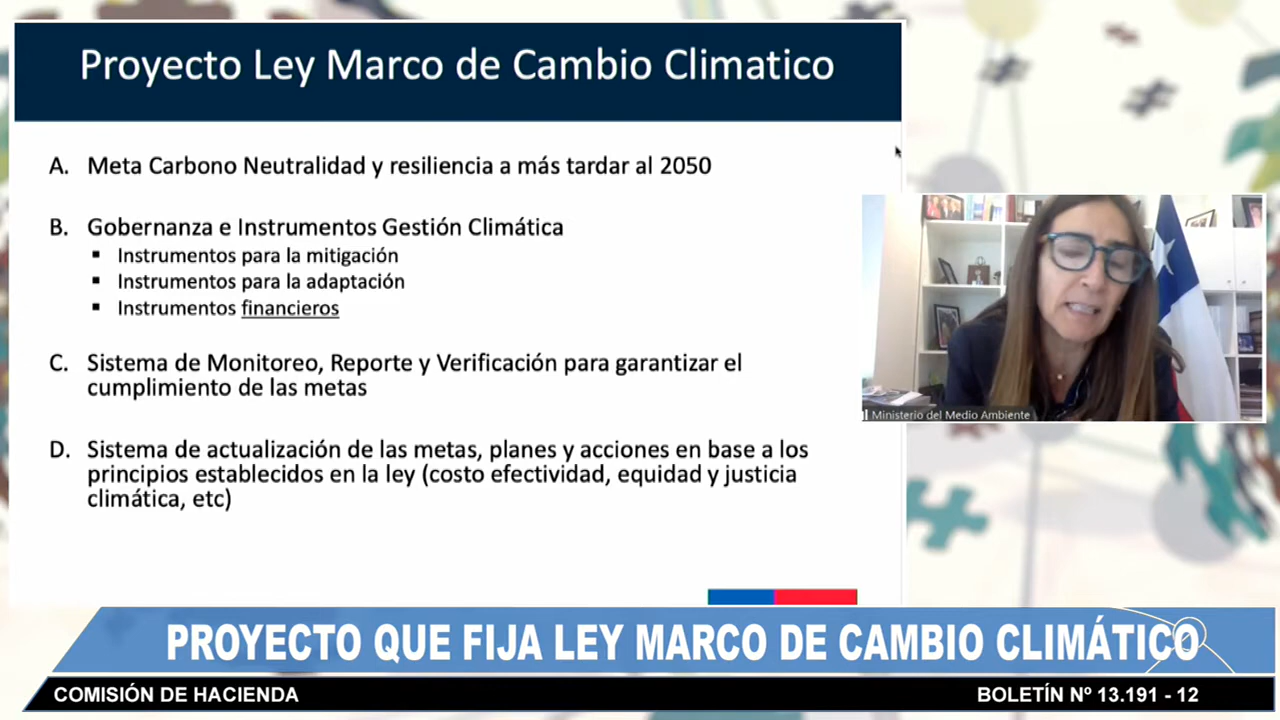 Proyecto Ley Marco de Cambio Climatico
A. Meta Carbono Neutralidad y resiliencia a más tardar al 2050
B. Gobernanza e Instrumentos Gestión Climática
▪ Instrumentos para la mitigación
▪ Instrumentos para la adaptación
▪ Instrumentos financieros
C. Sistema de Monitoreo, Reporte y Verificación para garantizar el
cumplimiento de las metas
D. Sistema de actualización de las metas, planes y acciones en base a los
principios establecidos en la ley (costo efectividad, equidad y justicia
climática, etc)
Ministerio del Medio Ambiente
PROYECTO QUE FIJA LEY MARCO DE CAMBIO CLIMÁTICO
COMISIÓN DE HACIENDA
BOLETÍN Nº 13.191 - 12